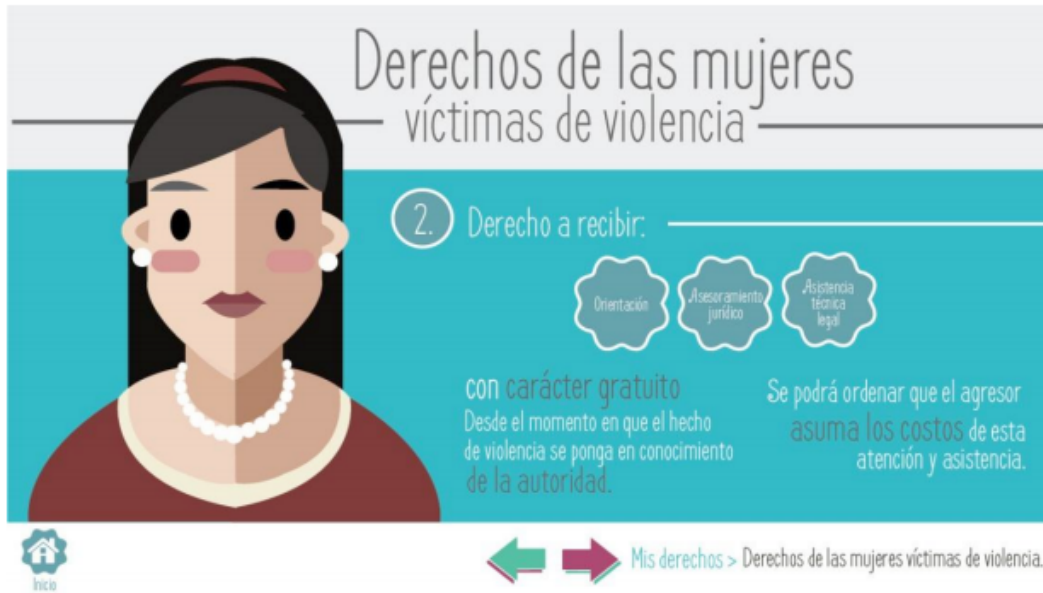 Derechos de las mujeres
víctimas de violencia
2. Derecho a recibir:
Orientación
Asesoramiento
jurídico
Asistencia
técnica
legal
con carácter gratuito
Desde el momento en que el hecho
de violencia se ponga en conocimiento
de la autoridad.
Se podrá ordenar que el agresor
asuma los costos de esta
atención y asistencia.
Inicio
Mis derechos > Derechos de las mujeres víctimas de violencia.